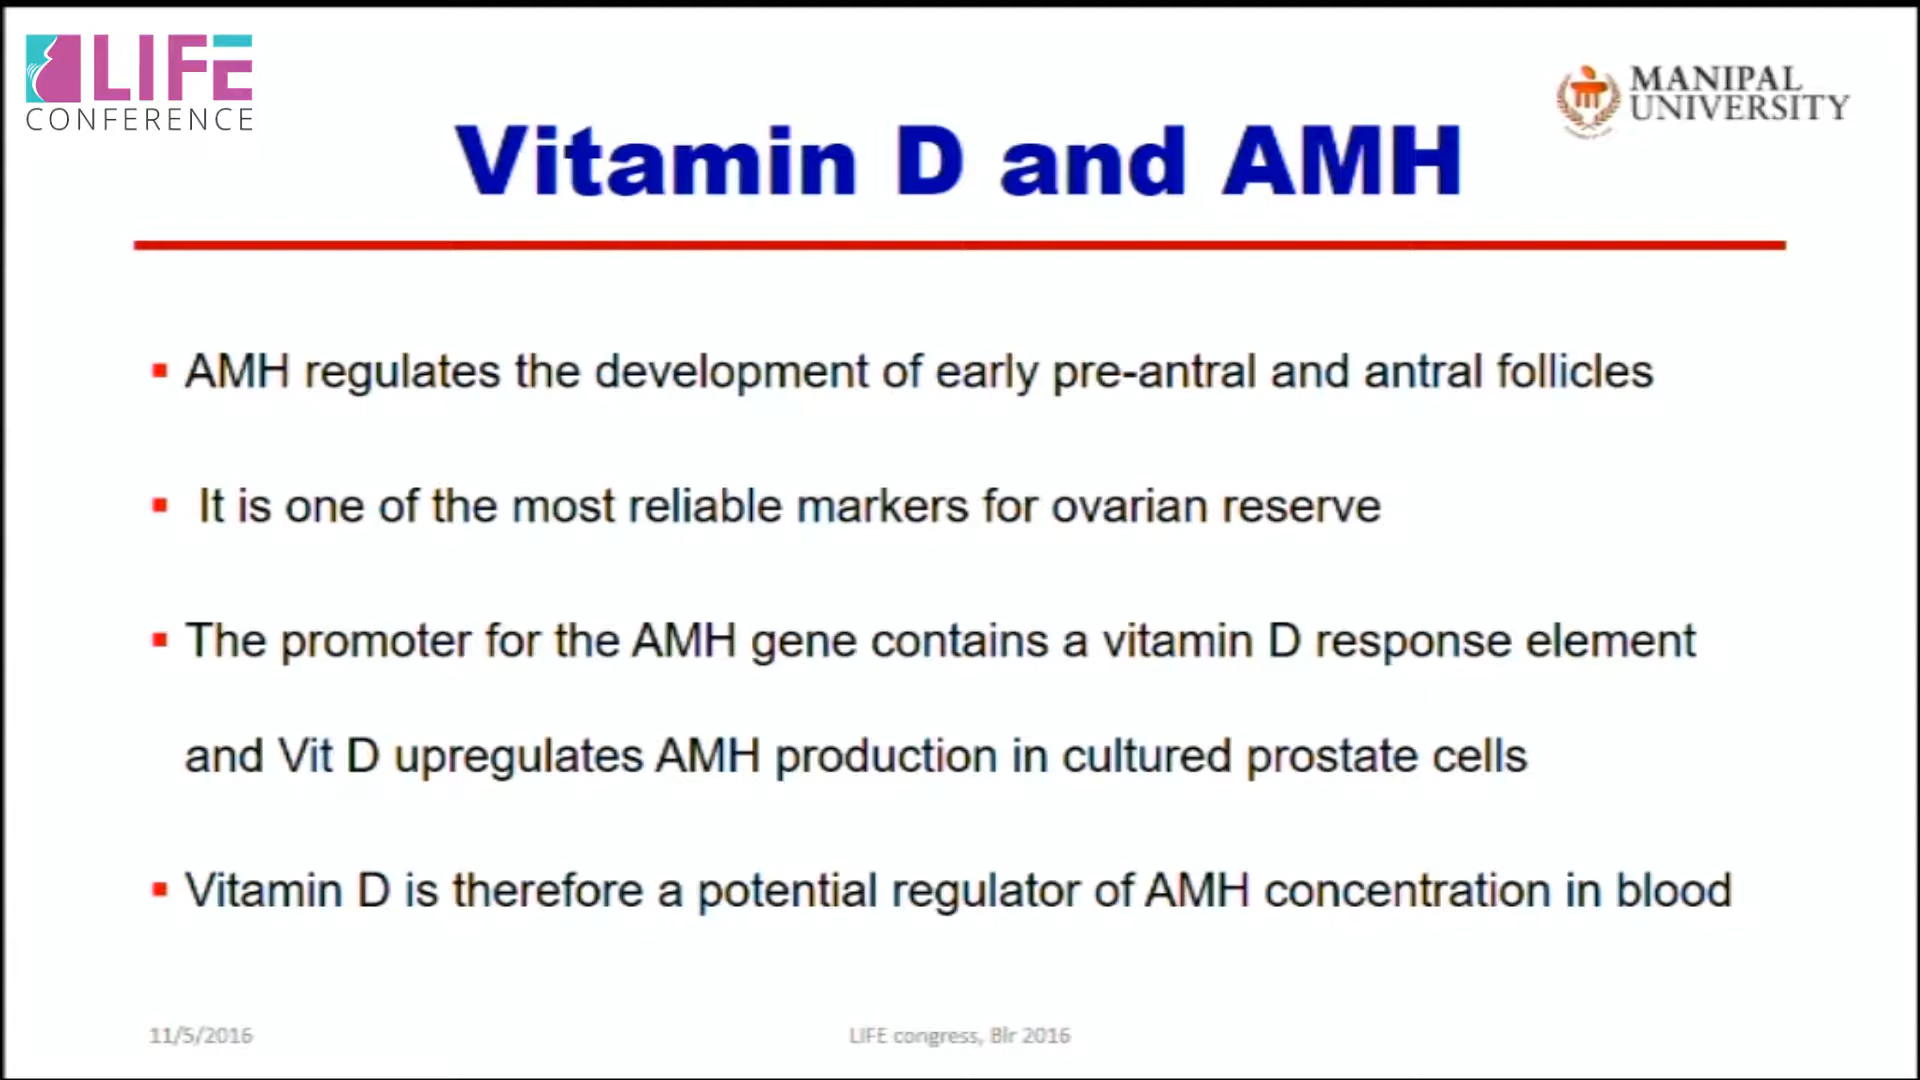 LIFE
CONFERENCE
MANIPAL
UNIVERSITY
Vitamin D and AMH
AMH regulates the development of early pre-antral and antral follicles
It is one of the most reliable markers for ovarian reserve
The promoter for the AMH gene contains a vitamin D response element
and Vit D upregulates AMH production in cultured prostate cells
Vitamin D is therefore a potential regulator of AMH concentration in blood
11/5/2016
LIFE congress, Blr 2016